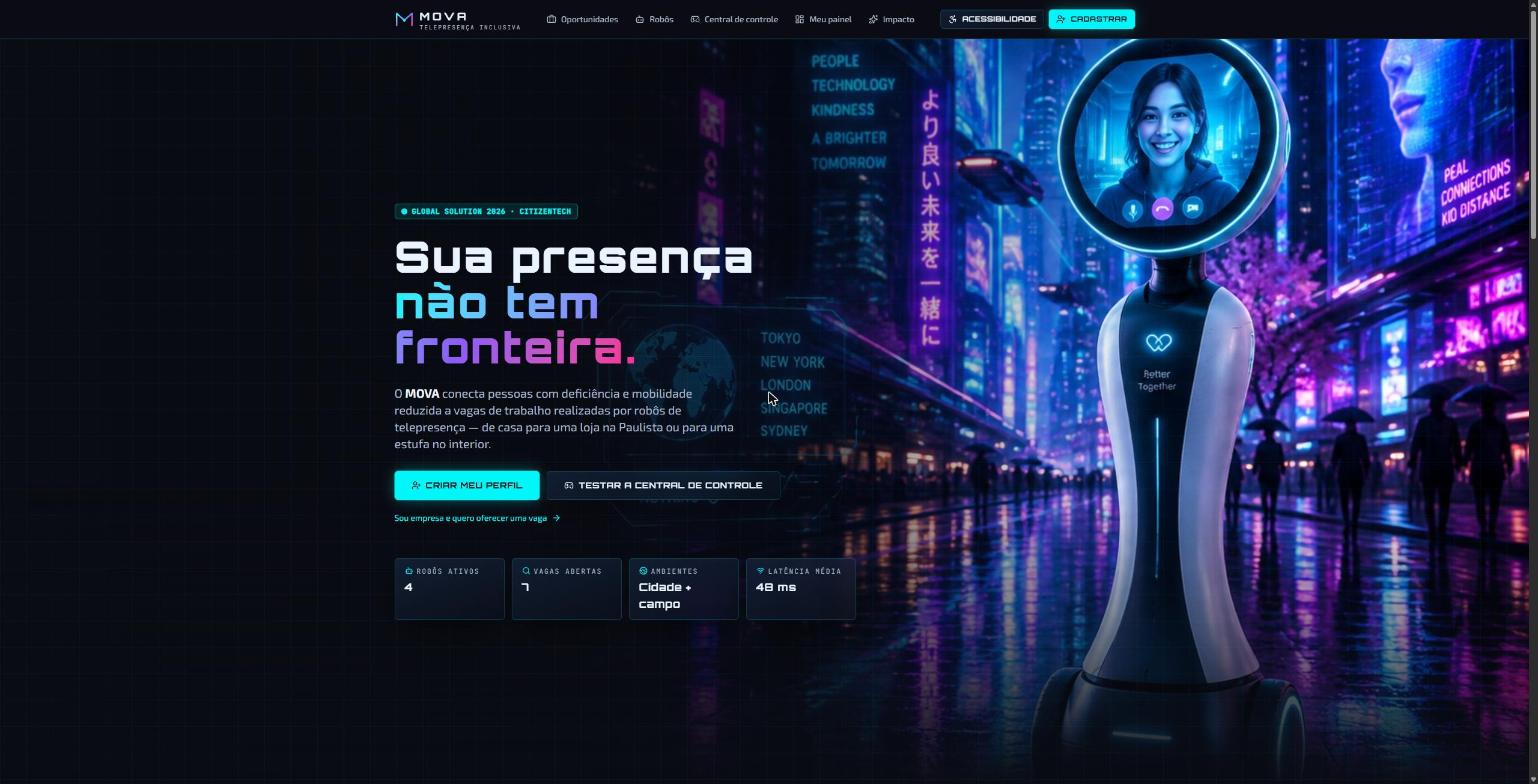 MOVA
TELEPRESENÇA INCLUSIVA
Oportunidades
Robôs
Central de controle
Meu painel
Impacto
ACESSIBILIDADE
CADASTRAR
PEOPLE
TECHNOLOGY
KINDNESS
A BRIGHTER
TOMORROW
より良い未来を一緒に
PEAL
CONNIECTIONS
KIO DISTANCE
GLOBAL SOLUTION 2026 · CITIZENTECH
Sua presença
não tem
fronteira.
TOKYO
NEW YORK
LONDON
SINGAPORE
SYDNEY
Better
Together
O MOVA conecta pessoas com deficiência e mobilidade
reduzida a vagas de trabalho realizadas por robôs de
telepresença — de casa para uma loja na Paulista ou para uma
estufa no interior.
CRIAR MEU PERFIL
TESTAR A CENTRAL DE CONTROLE
Sou empresa e quero oferecer uma vaga →
ROBÔS ATIVOS
4
VAGAS ABERTAS
7
AMBIENTES
Cidade +
campo
LATÊNCIA MÉDIA
48 ms